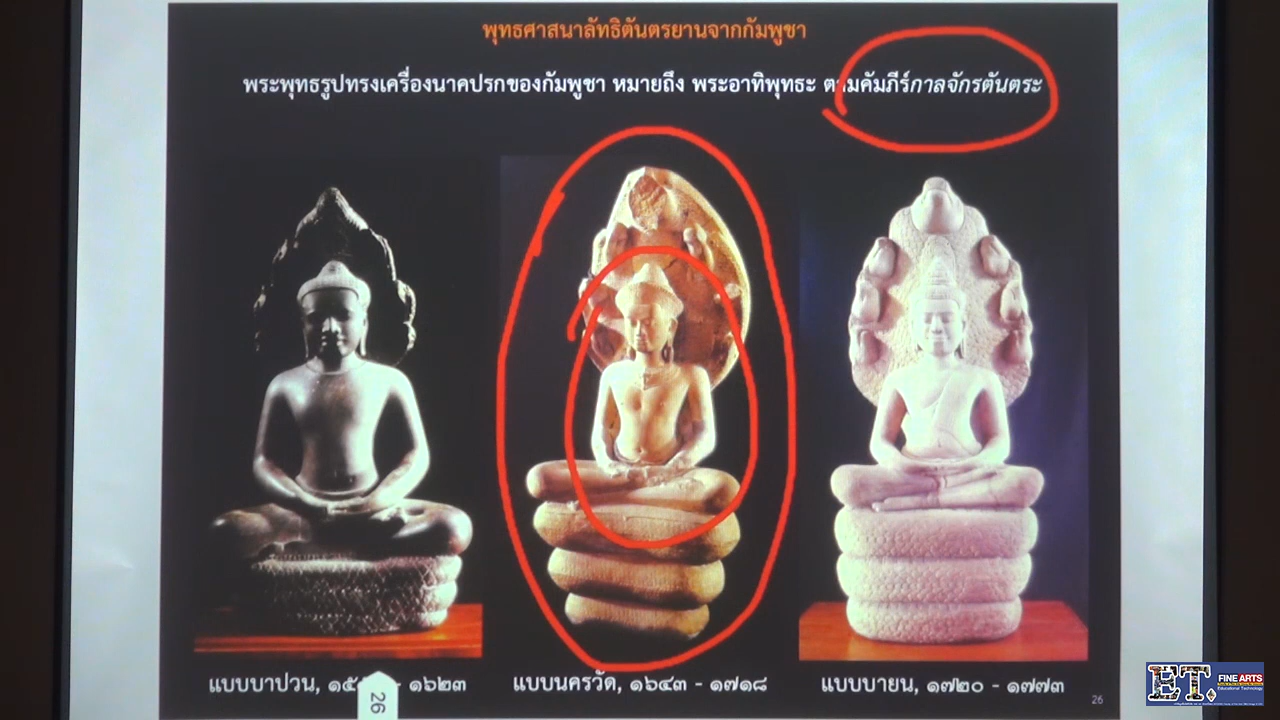 พุทธศาสนาลัทธิตันตรยานจากกัมพูชา
พระพุทธรูปทรงเครื่องนาคปรกของกัมพูชา หมายถึง พระอาทิพุทธะ ตามคัมภีร์กาลจักรตันตระ
แบบบาปวน, ๑๕ - ๑๖๒๓
แบบนครวัด, ๑๖๔๓ - ๑๗๑๘
แบบบายน, ๑๗๒๐ - ๑๗๗๓
26
26
ET.
FINE ARTS
Educational Technology